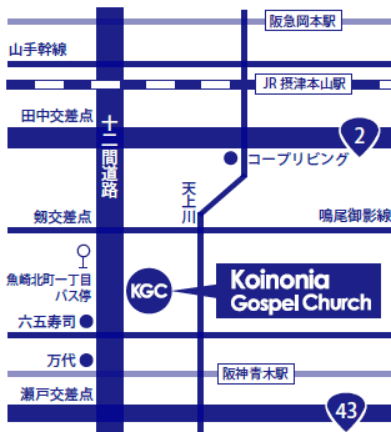 阪急岡本駅
山手幹線
JR 摂津本山駅
田中交差点
2
十二間道路
コープリビング
天上川
剱交差点
鳴尾御影線
魚崎北町一丁目
バス停
KGC
Koinonia
Gospel Church
六五寿司
万代
阪神青木駅
瀬戸交差点
43